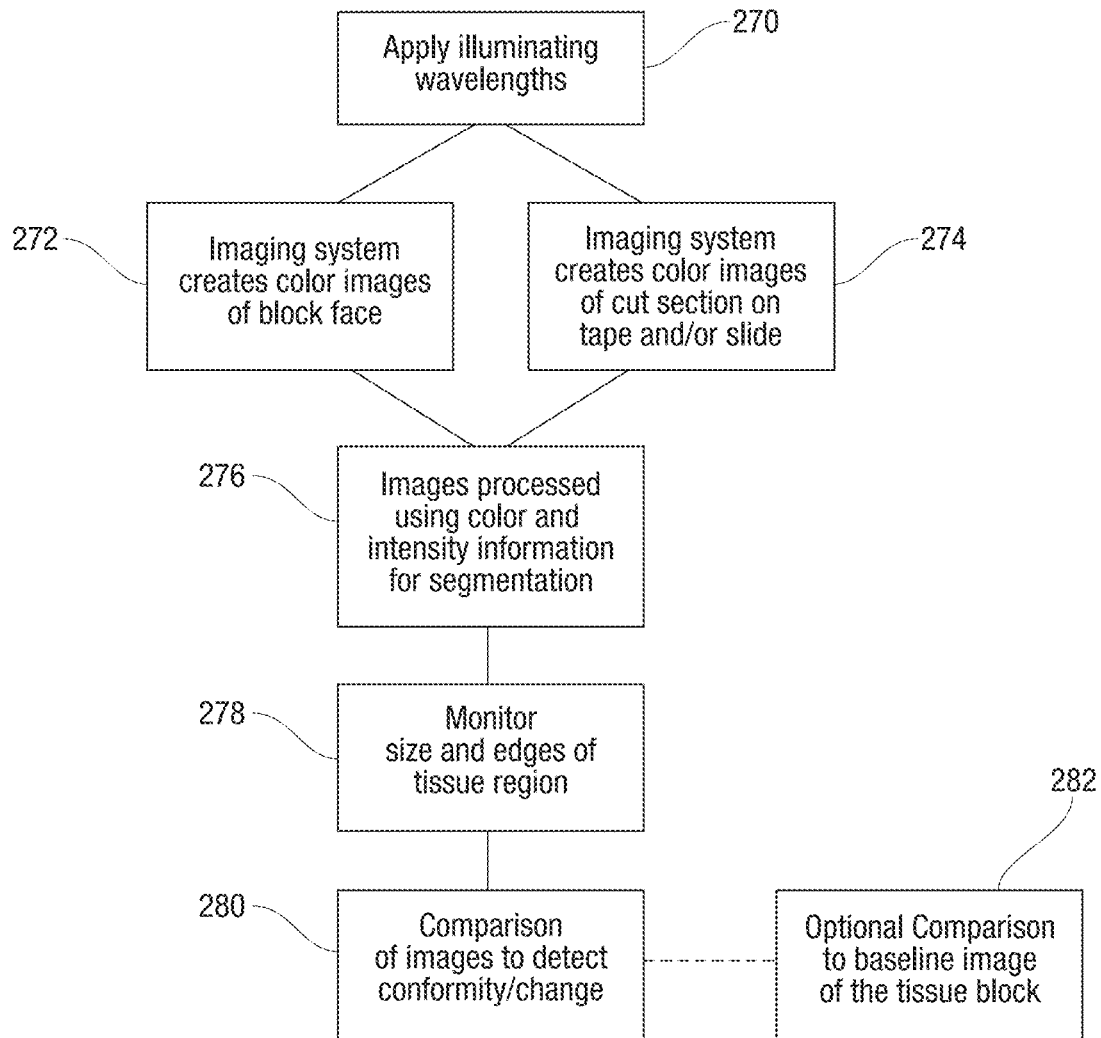 Apply illuminating
wavelengths
270
272
Imaging system
creates color images
of block face
Imaging system
creates color images
of cut section on
tape and/or slide
274
276
Images processed
using color and
intensity information
for segmentation
278
Monitor
size and edges of
tissue region
282
280
Comparison
of images to detect
conformity/change
Optional Comparison
to baseline image
of the tissue block